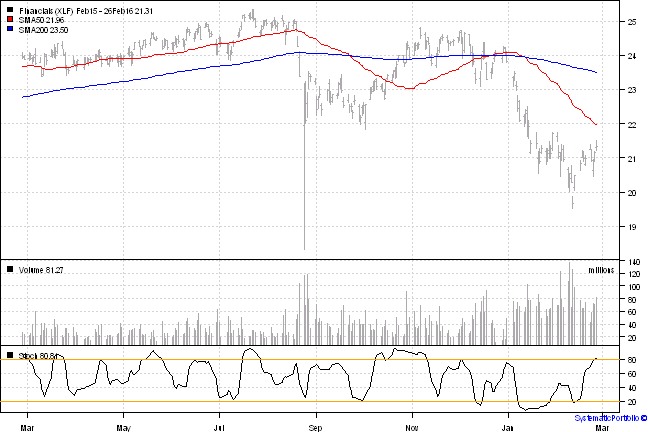 Financials (XLF) Feb15 - 26Feb16 21.31
SMA50 21.96
SMA200 23.50
25
24
23
22
21
20
19
Volume 81.27
millions
140
120
100
80
60
40
20
Stoch 80.81
80
60
40
20
Mar May Jul Sep Nov Jan Mar
SystematicPortfolio ©